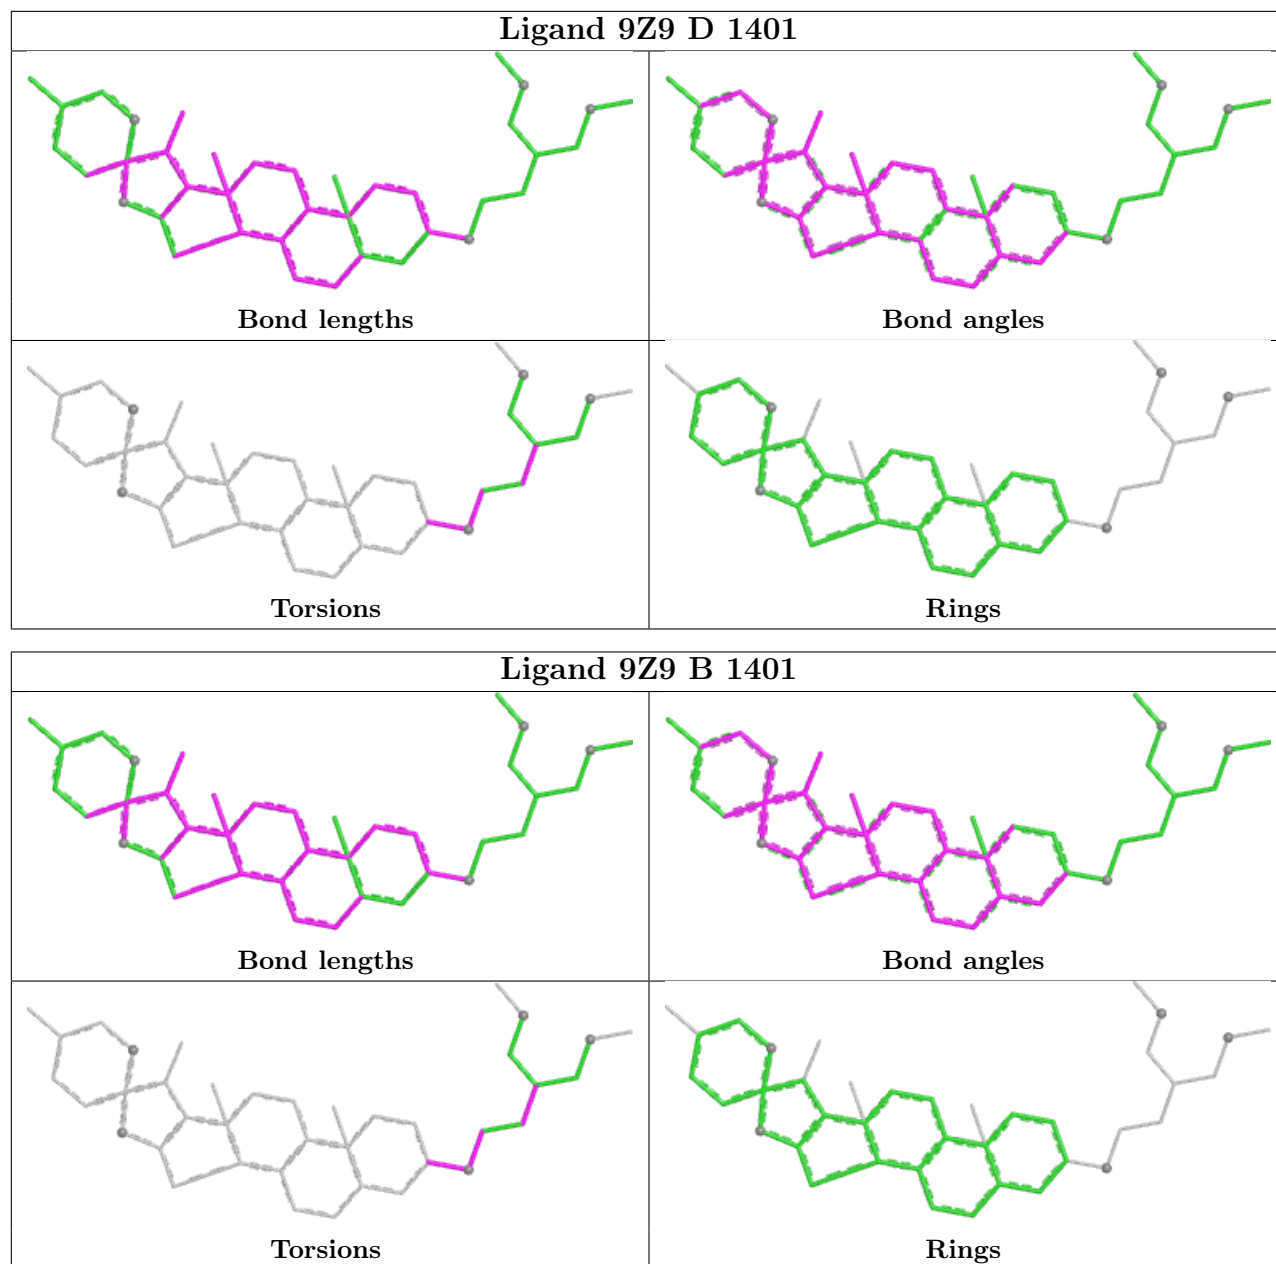 Ligand 9Z9 D 1401
Bond lengths
Bond angles
Torsions
Rings
Ligand 9Z9 B 1401
Bond lengths
Bond angles
Torsions
Rings